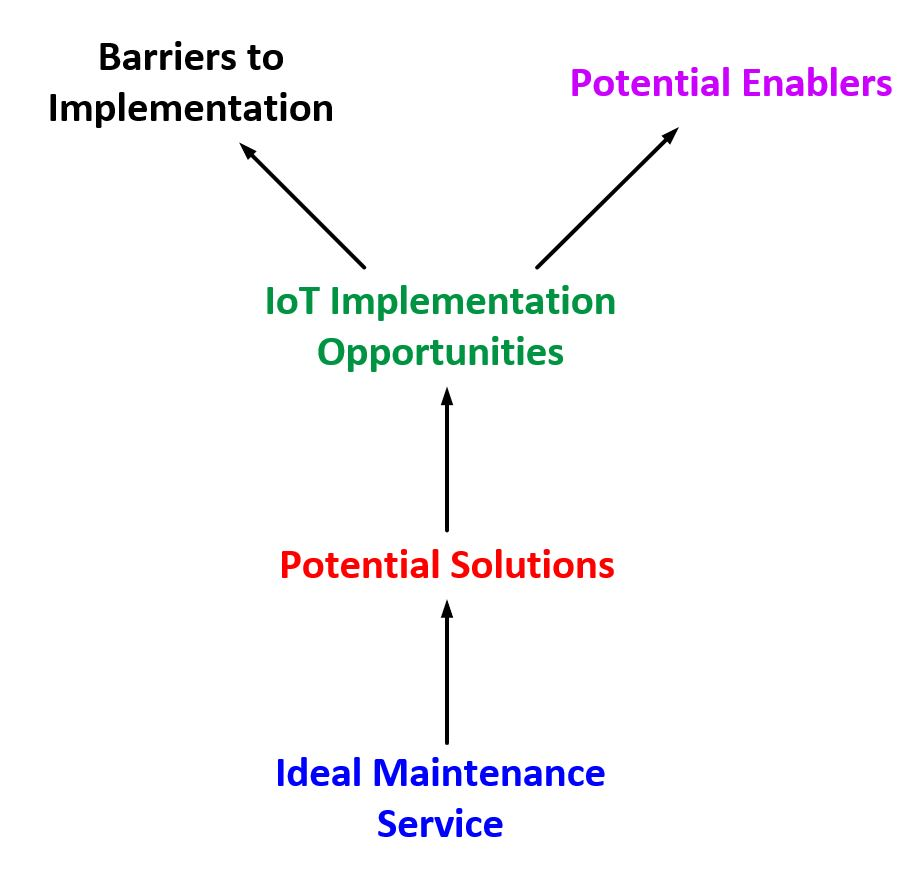 Barriers to
Implementation
Potential Enablers
IoT Implementation
Opportunities
Potential Solutions
Ideal Maintenance
Service